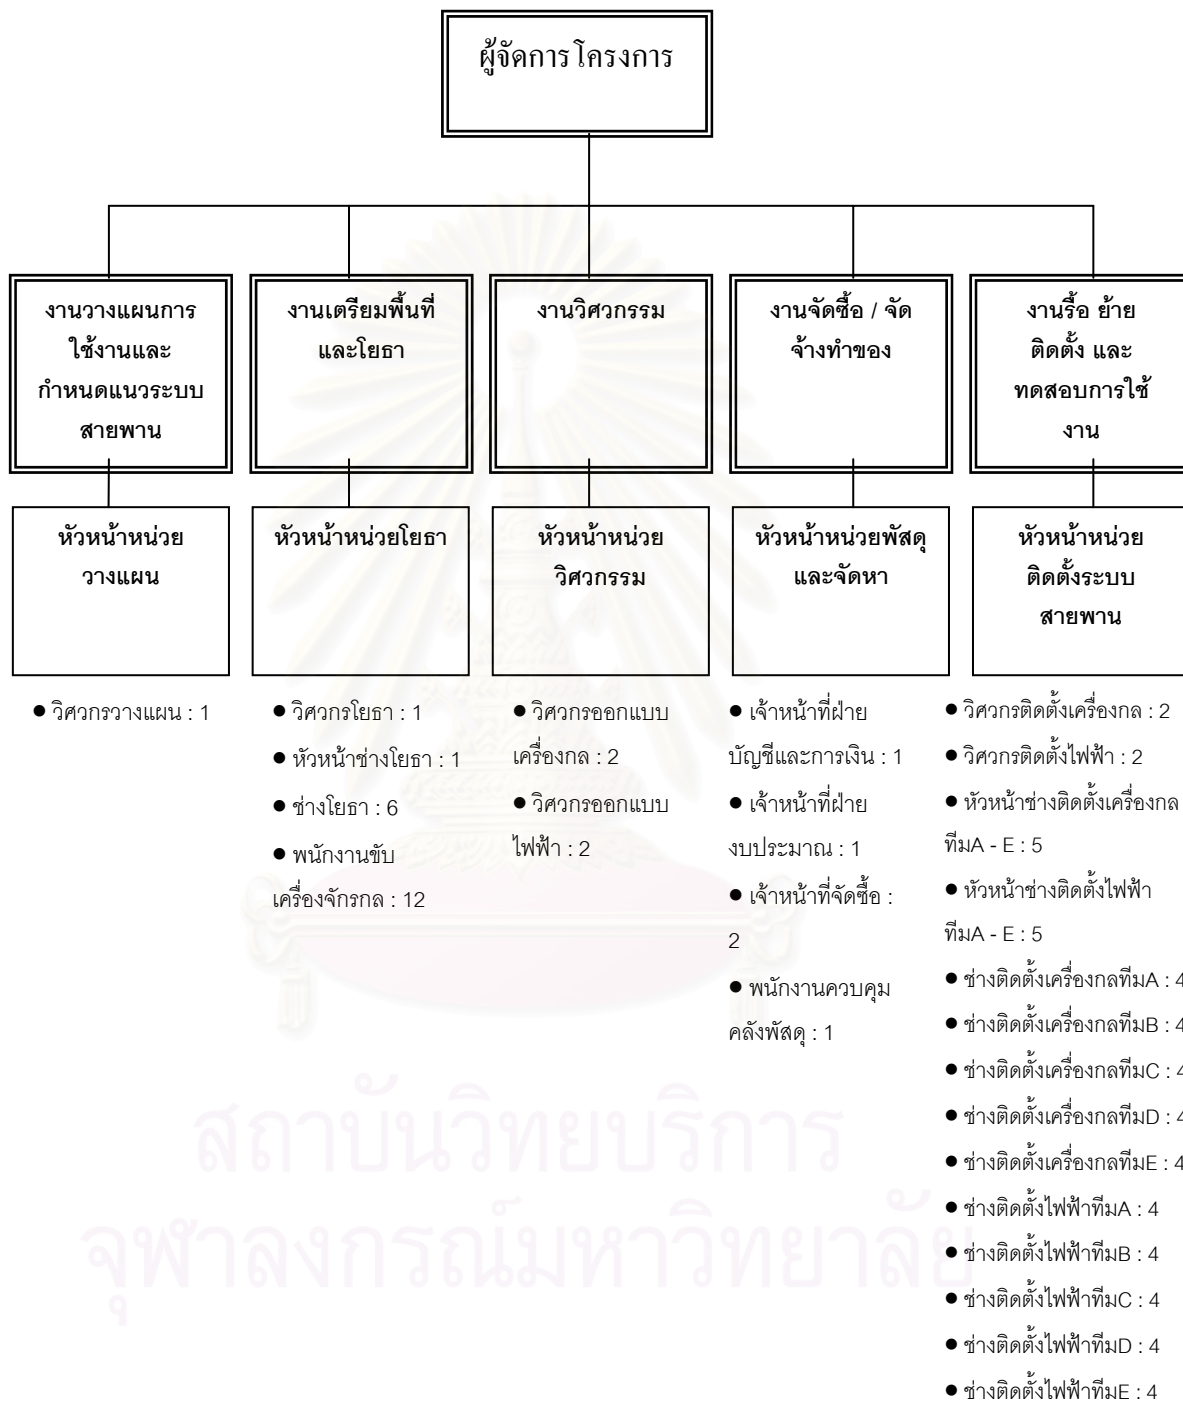 ผู้จัดการโครงการ
งานวางแผนการ
ใช้งานและ
กำหนดแนวระบบ
สายพาน
งานเตรียมพื้นที่
และโยธา
งานวิศวกรรม
งานจัดซื้อ / จัด
จ้างทำของ
งานรื้อ ย้าย
ติดตั้ง และ
ทดสอบการใช้
งาน
หัวหน้าหน่วย
วางแผน
หัวหน้าหน่วยโยธา
หัวหน้าหน่วย
วิศวกรรม
หัวหน้าหน่วยพัสดุ
และจัดหา
หัวหน้าหน่วย
ติดตั้งระบบ
สายพาน
● วิศวกรวางแผน : 1
● วิศวกรโยธา : 1
● หัวหน้าช่างโยธา : 1
● ช่างโยธา : 6
● พนักงานขับ
เครื่องจักรกล : 12
● วิศวกรออกแบบ
เครื่องกล : 2
● วิศวกรออกแบบ
ไฟฟ้า : 2
● เจ้าหน้าที่ฝ่าย
บัญชีและการเงิน : 1
● เจ้าหน้าที่ฝ่าย
งบประมาณ : 1
● เจ้าหน้าที่จัดซื้อ :
2
● พนักงานควบคุม
คลังพัสดุ : 1
● วิศวกรติดตั้งเครื่องกล : 2
● วิศวกรติดตั้งไฟฟ้า : 2
● หัวหน้าช่างติดตั้งเครื่องกล
ทีมA - E : 5
● หัวหน้าช่างติดตั้งไฟฟ้า
ทีมA - E : 5
● ช่างติดตั้งเครื่องกลทีมA : 4
● ช่างติดตั้งเครื่องกลทีมB : 4
● ช่างติดตั้งเครื่องกลทีมC : 4
● ช่างติดตั้งเครื่องกลทีมD : 4
● ช่างติดตั้งเครื่องกลทีมE : 4
● ช่างติดตั้งไฟฟ้าทีมA : 4
● ช่างติดตั้งไฟฟ้าทีมB : 4
● ช่างติดตั้งไฟฟ้าทีมC : 4
● ช่างติดตั้งไฟฟ้าทีมD : 4
● ช่างติดตั้งไฟฟ้าทีมE : 4
สถาบันวิทยบริการ
จุฬาลงกรณ์มหาวิทยาลัย